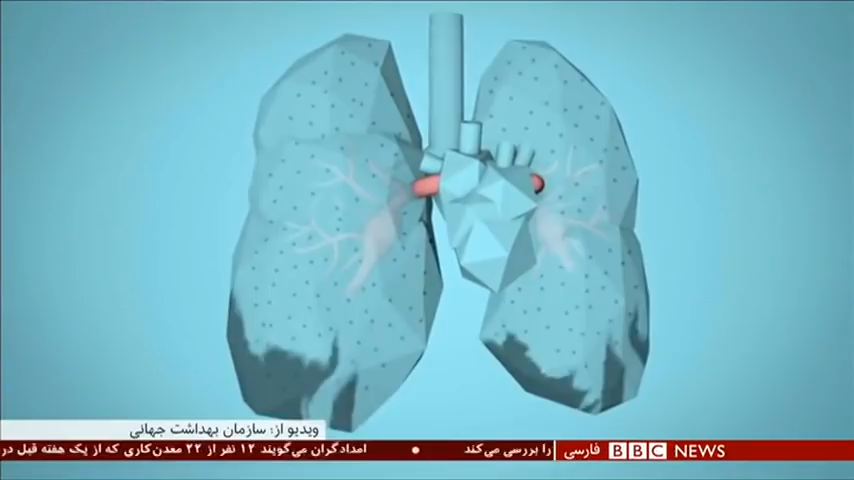 ویدیو از: سازمان بهداشت جهانی
BBC NEWS فارسی
را بررسی می‌کند • امدادگران می‌گویند ۱۲ نفر از ۲۲ معدن‌کاری که از یک هفته قبل در